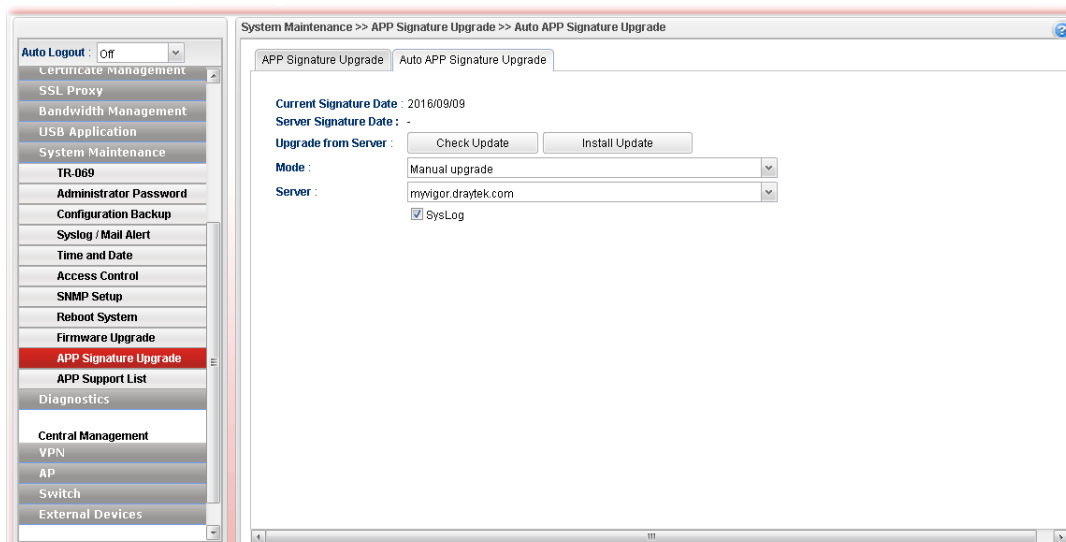 System Maintenance >> APP Signature Upgrade >> Auto APP Signature Upgrade
Auto Logout : Off
Certificate Management
SSL Proxy
Bandwidth Management
USB Application
System Maintenance
TR-069
Administrator Password
Configuration Backup
Syslog / Mail Alert
Time and Date
Access Control
SNMP Setup
Reboot System
Firmware Upgrade
APP Signature Upgrade
APP Support List
Diagnostics
Central Management
VPN
AP
Switch
External Devices
APP Signature Upgrade Auto APP Signature Upgrade
Current Signature Date : 2016/09/09
Server Signature Date : -
Upgrade from Server : Check Update Install Update
Mode : Manual upgrade
Server : myvigor.draytek.com
SysLog